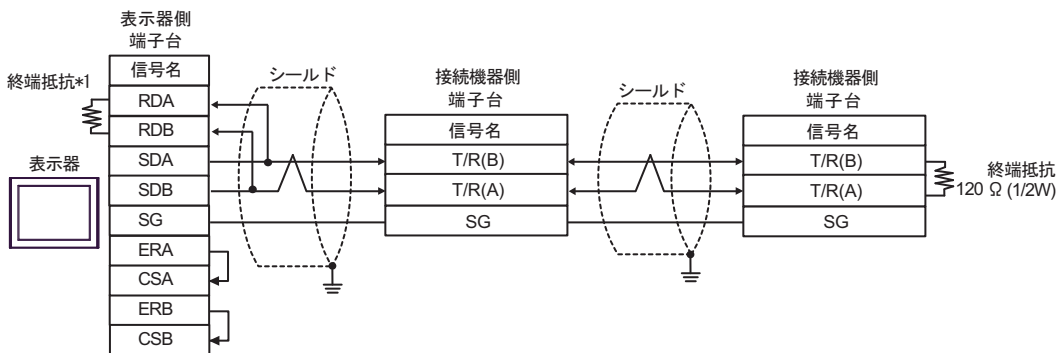 表示器側
端子台
信号名
終端抵抗*1
RDA
RDB
SDA
SDB
SG
ERA
CSA
ERB
CSB
表示器
シールド
接続機器側
端子台
信号名
T/R(B)
T/R(A)
SG
シールド
接続機器側
端子台
信号名
T/R(B)
T/R(A)
SG
終端抵抗
120 Ω (1/2W)